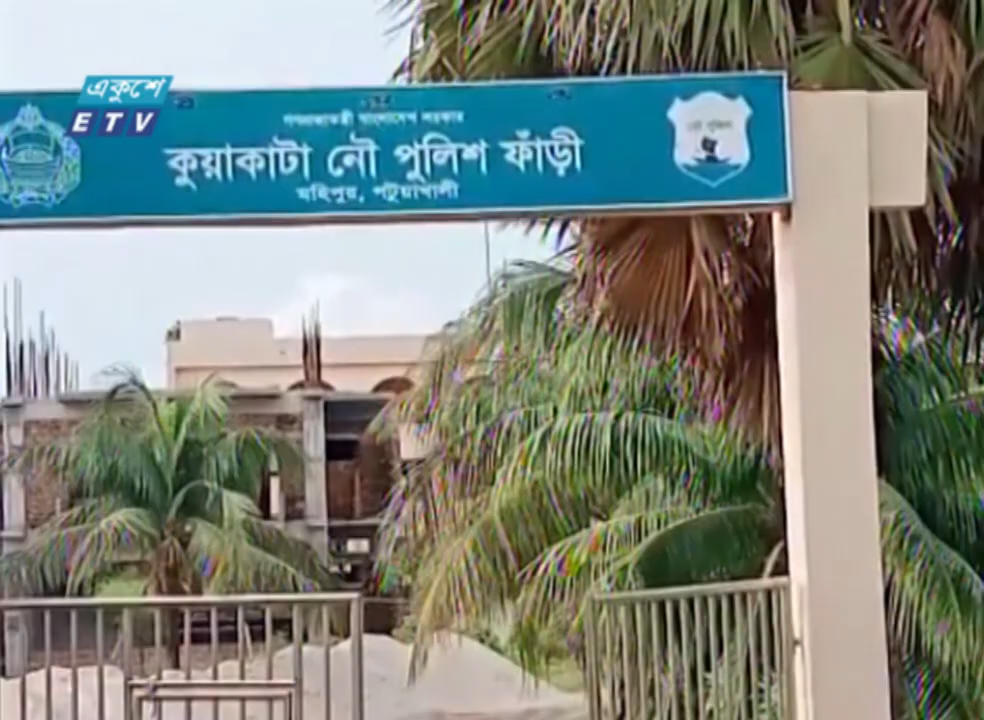 একুশে
ETV
গণপ্রজাতন্ত্রী বাংলাদেশ সরকার
কুয়াকাটা নৌ পুলিশ ফাঁড়ী
মহিপুর, পটুয়াখালী